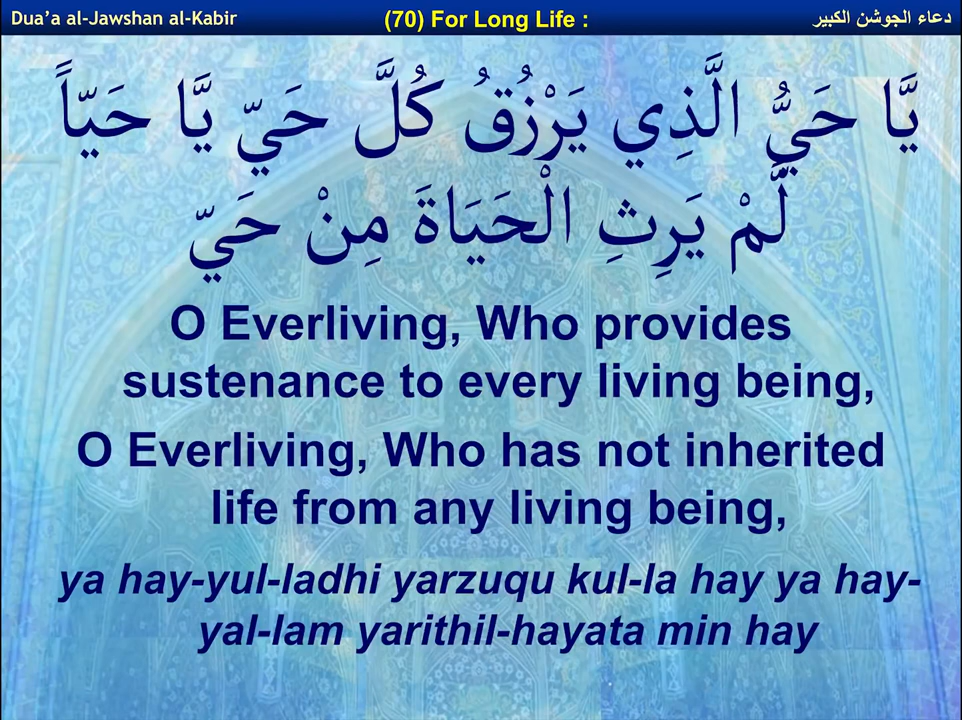 Dua’a al-Jawshan al-Kabir (70) For Long Life : دعاء الجوشن الكبير
يَّا حَيُّ الَّذِي يَرْزُقُ كُلَّ حَيّ يَّا حَيّاً
لَّمْ يَرِثِ الْحَيَاةَ مِنْ حَيّ
O Everliving, Who provides
sustenance to every living being,
O Everliving, Who has not inherited
life from any living being,
ya hay-yul-ladhi yarzuqu kul-la hay ya hay-
yal-lam yarithil-hayata min hay